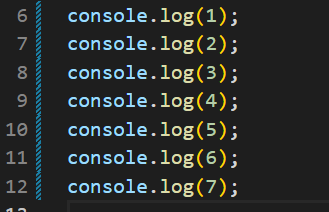 6 console.log(1);
7 console.log(2);
8 console.log(3);
9 console.log(4);
10 console.log(5);
11 console.log(6);
12 console.log(7);
13